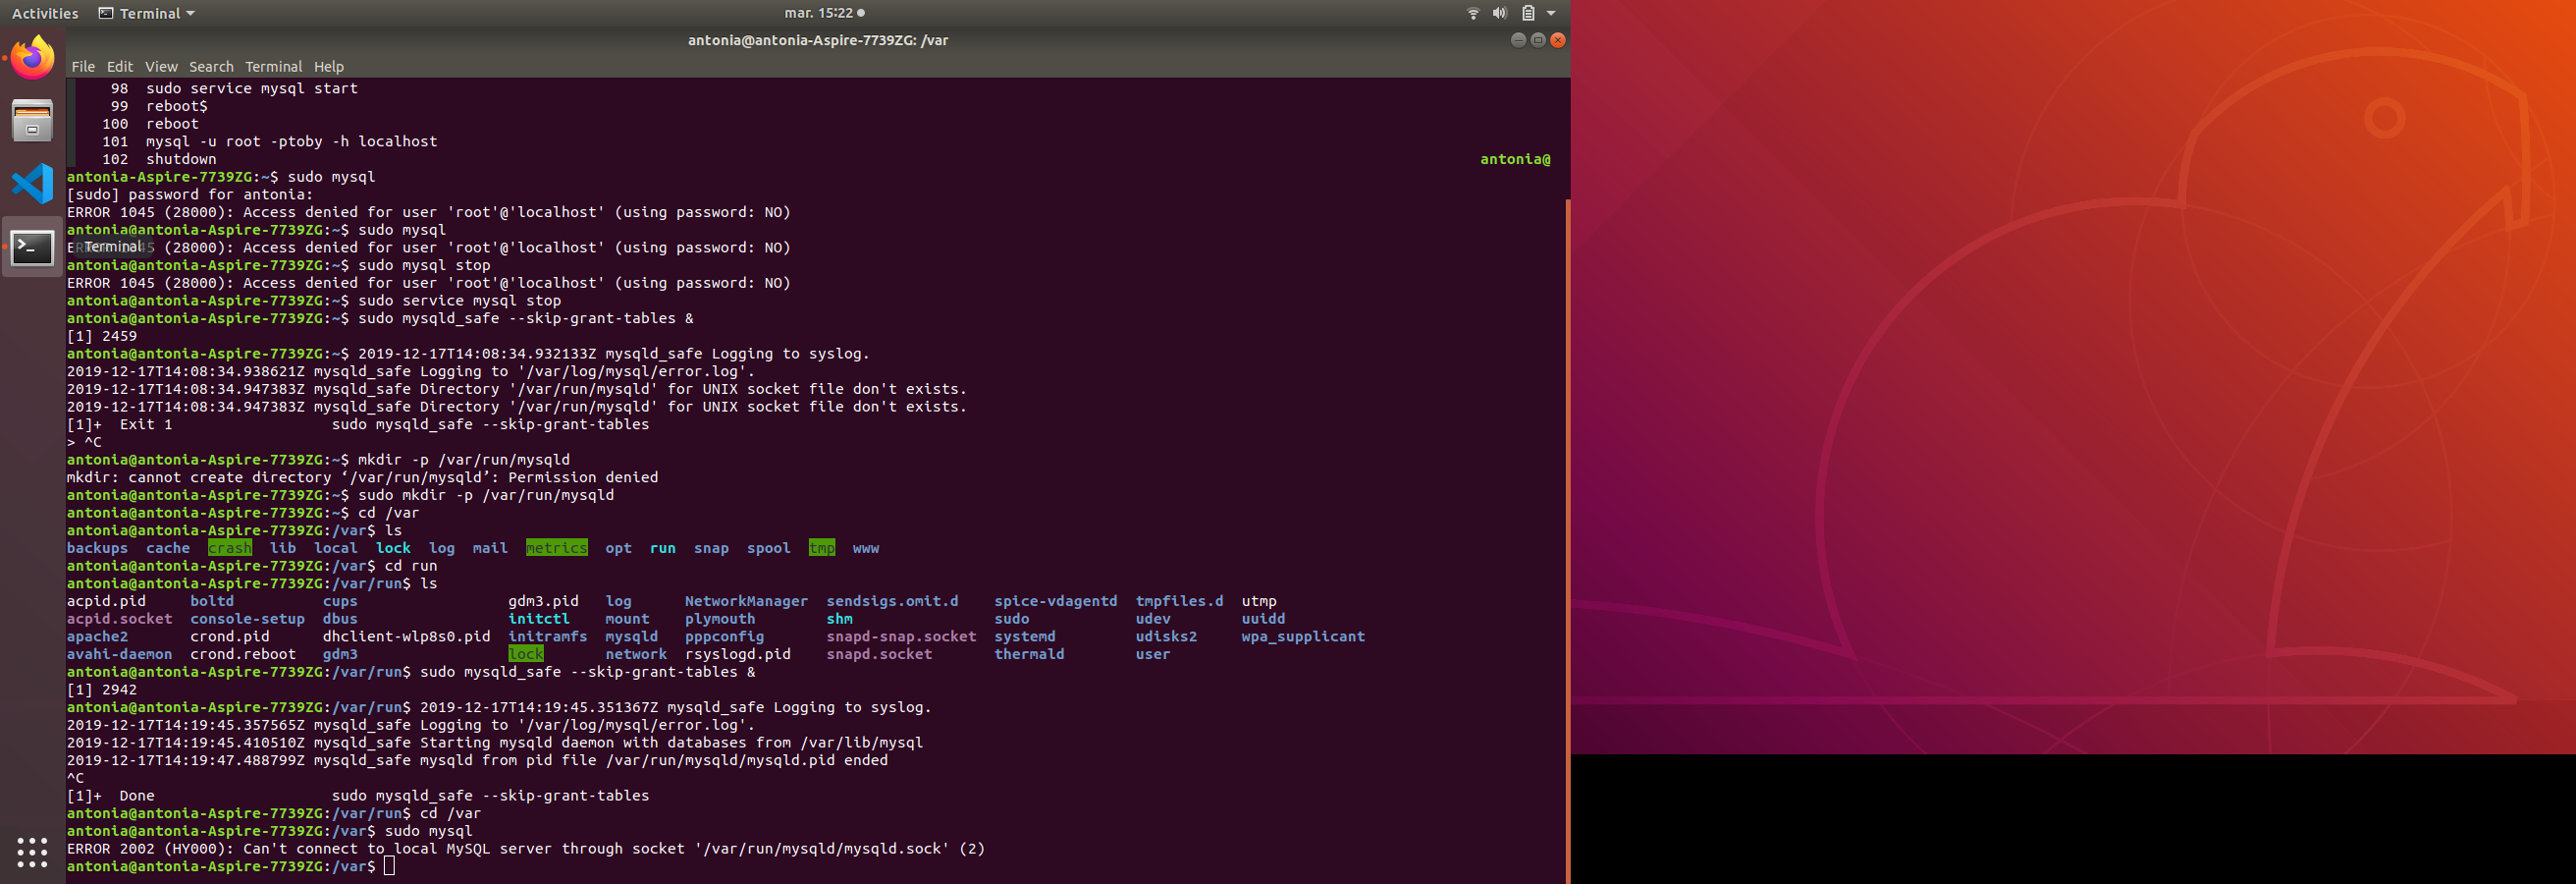 Activities Terminal mar. 15:22
antonia@antonia-Aspire-7739ZG: /var
File Edit View Search Terminal Help
98 sudo service mysql start
99 reboot$
100 reboot
101 mysql -u root -ptoby -h localhost
102 shutdown antonia@
antonia-Aspire-7739ZG:~$ sudo mysql
[sudo] password for antonia:
ERROR 1045 (28000): Access denied for user 'root'@'localhost' (using password: NO)
antonia@antonia-Aspire-7739ZG:~$ sudo mysql
Terminal (28000): Access denied for user 'root'@'localhost' (using password: NO)
antonia@antonia-Aspire-7739ZG:~$ sudo mysql stop
ERROR 1045 (28000): Access denied for user 'root'@'localhost' (using password: NO)
antonia@antonia-Aspire-7739ZG:~$ sudo service mysql stop
antonia@antonia-Aspire-7739ZG:~$ sudo mysqld_safe --skip-grant-tables &
[1] 2459
antonia@antonia-Aspire-7739ZG:~$ 2019-12-17T14:08:34.932133Z mysqld_safe Logging to syslog.
2019-12-17T14:08:34.938621Z mysqld_safe Logging to '/var/log/mysql/error.log'.
2019-12-17T14:08:34.947383Z mysqld_safe Directory '/var/run/mysqld' for UNIX socket file don't exists.
2019-12-17T14:08:34.947383Z mysqld_safe Directory '/var/run/mysqld' for UNIX socket file don't exists.
[1]+ Exit 1 sudo mysqld_safe --skip-grant-tables
> ^C
antonia@antonia-Aspire-7739ZG:~$ mkdir -p /var/run/mysqld
mkdir: cannot create directory ‘/var/run/mysqld’: Permission denied
antonia@antonia-Aspire-7739ZG:~$ sudo mkdir -p /var/run/mysqld
antonia@antonia-Aspire-7739ZG:~$ cd /var
antonia@antonia-Aspire-7739ZG:/var$ ls
backups cache crash lib local lock log mail metrics opt run snap spool tmp www
antonia@antonia-Aspire-7739ZG:/var$ cd run
antonia@antonia-Aspire-7739ZG:/var/run$ ls
acpid.pid boltd cups gdm3.pid log NetworkManager sendsigs.omit.d spice-vdagentd tmpfiles.d utmp
acpid.socket console-setup dbus initctl mount plymouth shm sudo udev uuidd
apache2 crond.pid dhclient-wlp8s0.pid initramfs mysqld pppconfig snapd-snap.socket systemd udisks2 wpa_supplicant
avahi-daemon crond.reboot gdm3 lock network rsyslogd.pid snapd.socket thermald user
antonia@antonia-Aspire-7739ZG:/var/run$ sudo mysqld_safe --skip-grant-tables &
[1] 2942
antonia@antonia-Aspire-7739ZG:/var/run$ 2019-12-17T14:19:45.351367Z mysqld_safe Logging to syslog.
2019-12-17T14:19:45.357565Z mysqld_safe Logging to '/var/log/mysql/error.log'.
2019-12-17T14:19:45.410510Z mysqld_safe Starting mysqld daemon with databases from /var/lib/mysql
2019-12-17T14:19:47.488799Z mysqld_safe mysqld from pid file /var/run/mysqld/mysqld.pid ended
^C
[1]+ Done sudo mysqld_safe --skip-grant-tables
antonia@antonia-Aspire-7739ZG:/var/run$ cd /var
antonia@antonia-Aspire-7739ZG:/var$ sudo mysql
ERROR 2002 (HY000): Can't connect to local MySQL server through socket '/var/run/mysqld/mysqld.sock' (2)
antonia@antonia-Aspire-7739ZG:/var$